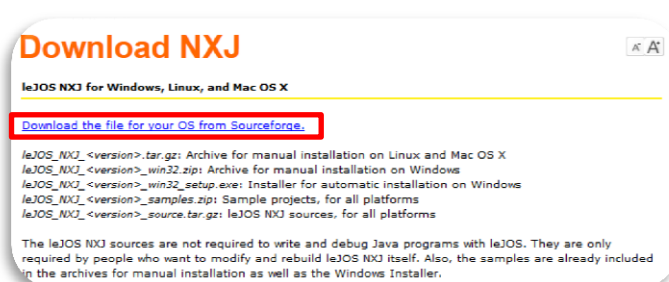 Download NXJ
A A
leJOS NXJ for Windows, Linux, and Mac OS X
Download the file for your OS from Sourceforge.
leJOS_NXJ_<version>.tar.gz: Archive for manual installation on Linux and Mac OS X
leJOS_NXJ_<version>_win32.zip: Archive for manual installation on Windows
leJOS_NXJ_<version>_win32_setup.exe: Installer for automatic installation on Windows
leJOS_NXJ_<version>_samples.zip: Sample projects, for all platforms
leJOS_NXJ_<version>_source.tar.gz: leJOS NXJ sources, for all platforms
The leJOS NXJ sources are not required to write and debug Java programs with leJOS. They are only
required by people who want to modify and rebuild leJOS NXJ itself. Also, the samples are already included
in the archives for manual installation as well as the Windows Installer.